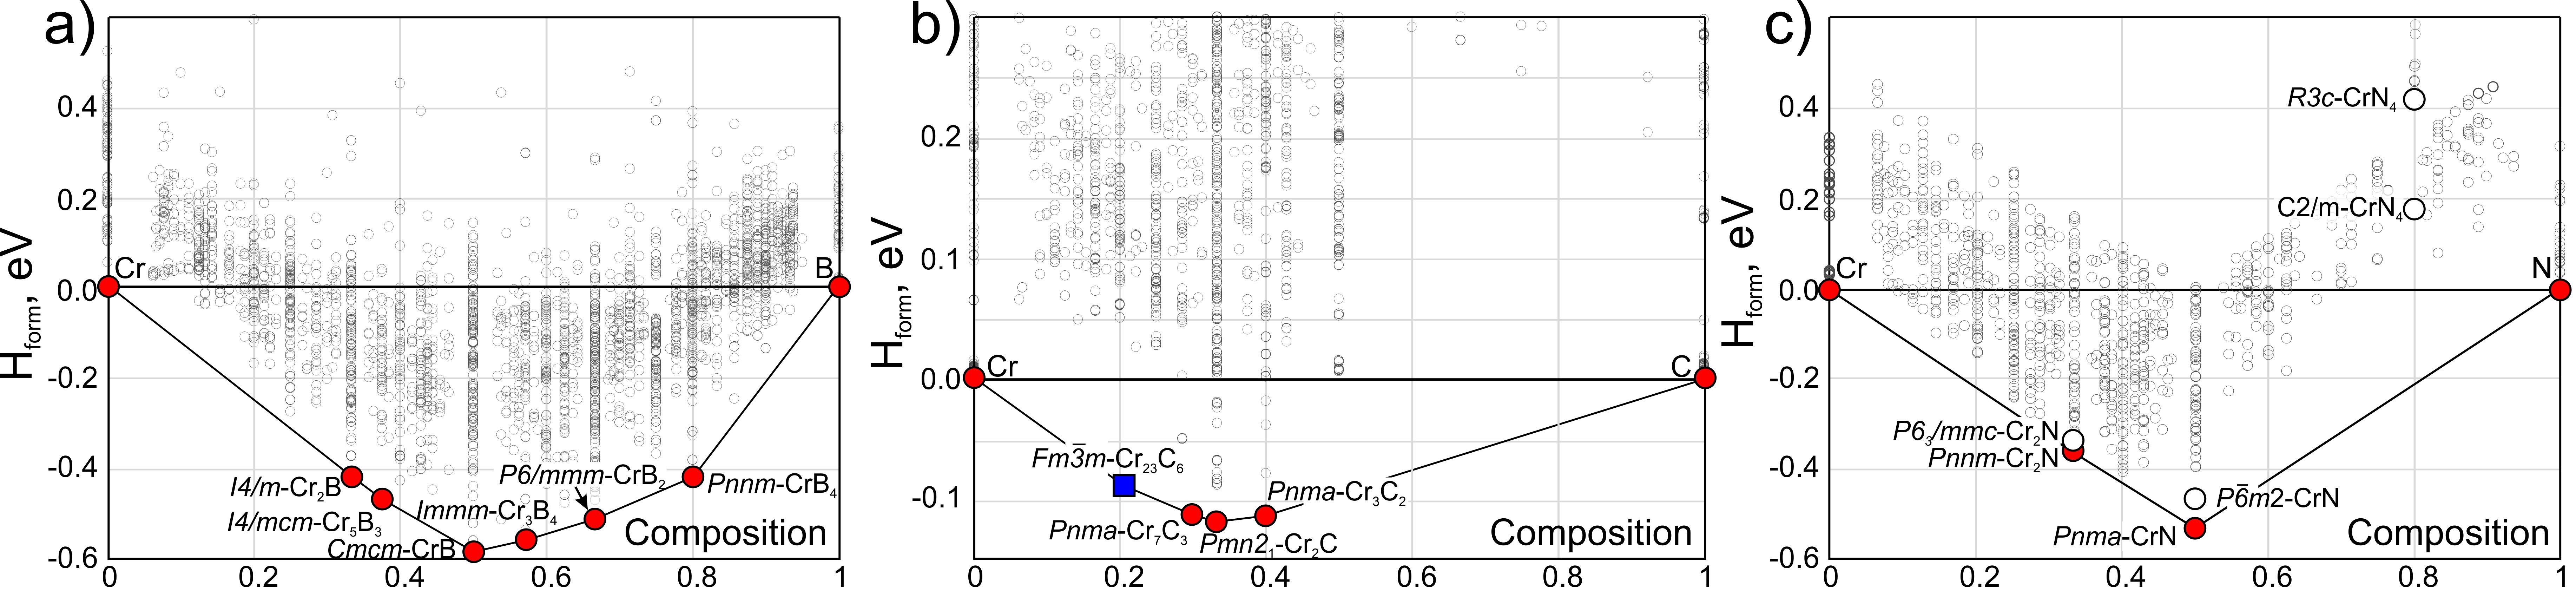 a)
H_form, eV
0.4
0.2
0.0
-0.2
-0.4
-0.6
Cr
B
I4/m-Cr₂B
I4/mcm-Cr₅B₃
Cmcm-CrB
Immm-Cr₃B₄
P6/mmm-CrB₂
Pnnm-CrB₄
Composition
0 0.2 0.4 0.6 0.8 1
b)
H_form, eV
0.2
0.1
0.0
-0.1
Cr
C
Fm3̅m-Cr₂₃C₆
Pnma-Cr₇C₃
Pmn2₁-Cr₂C
Pnma-Cr₃C₂
Composition
0 0.2 0.4 0.6 0.8 1
c)
H_form, eV
0.4
0.2
0.0
-0.2
-0.4
-0.6
Cr
N
R3c-CrN₄
C2/m-CrN₄
P6₃/mmc-Cr₂N
Pnnm-Cr₂N
P6̅m2-CrN
Pnma-CrN
Composition
0 0.2 0.4 0.6 0.8 1